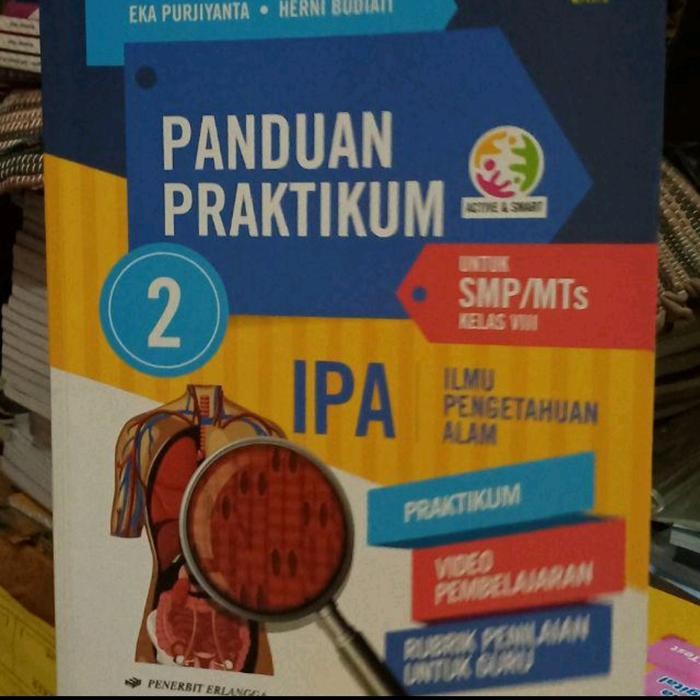 EKA PURJIYANTA • HERNI BUDIATI
PANDUAN
PRAKTIKUM
ACTIVE & SMART
UNTUK
SMP/MTs
KELAS VIII
2
IPA
ILMU
PENGETAHUAN
ALAM
PRAKTIKUM
VIDEO
PEMBELAJARAN
RUBRIK PENILAIAN
UNTUK GURU
PENERBIT ERLANGGA